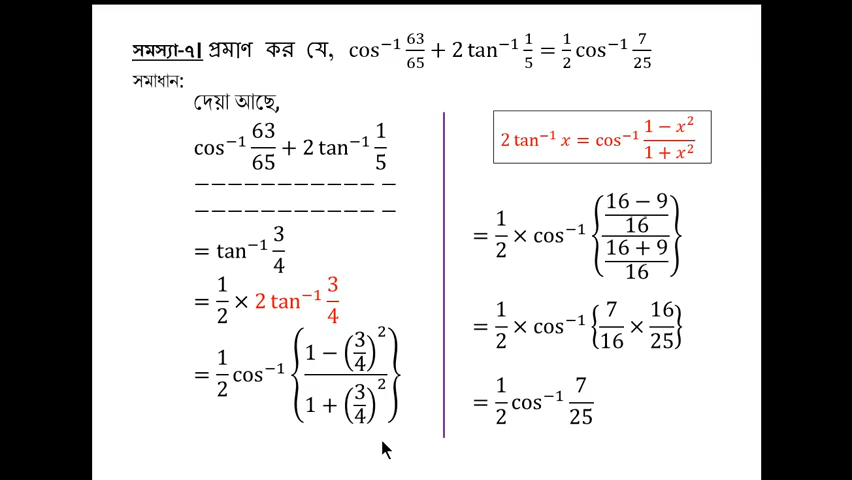 সমস্যা-৭। প্রমাণ কর যে, cos⁻¹ 63/65 + 2 tan⁻¹ 1/5 = 1/2 cos⁻¹ 7/25
সমাধান:
দেয়া আছে,
cos⁻¹ 63/65 + 2 tan⁻¹ 1/5
− − − − − − − − − − − −
− − − − − − − − − − − −
= tan⁻¹ 3/4
= 1/2 × 2 tan⁻¹ 3/4
= 1/2 cos⁻¹ {(1 − (3/4)²)/(1 + (3/4)²)}
2 tan⁻¹ x = cos⁻¹ (1 − x²)/(1 + x²)
= 1/2 × cos⁻¹ {((16 − 9)/16)/((16 + 9)/16)}
= 1/2 × cos⁻¹ {7/16 × 16/25}
= 1/2 cos⁻¹ 7/25